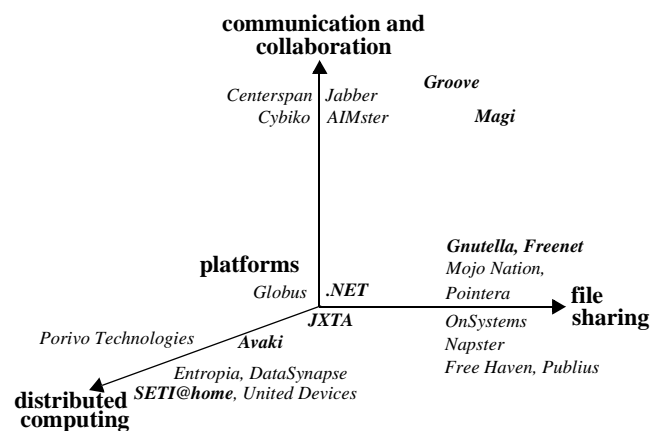 communication and
collaboration
Centerspan Jabber
Cybiko AIMster
Groove
Magi
Gnutella, Freenet
Mojo Nation,
Pointera
platforms
Globus .NET
JXTA
file
sharing
OnSystems
Napster
Free Haven, Publius
Porivo Technologies
Avaki
Entropia, DataSynapse
SETI@home, United Devices
distributed
computing